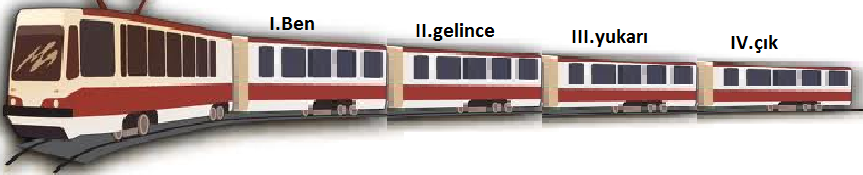 I.Ben
II.gelince
III.yukarı
IV.çık